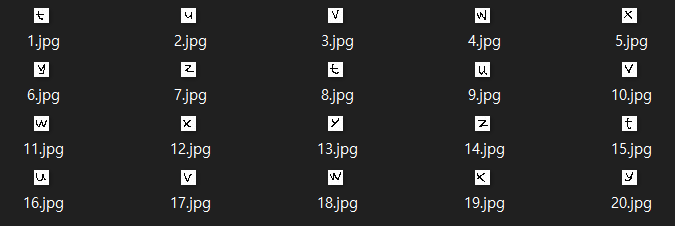 t u v w x
1.jpg 2.jpg 3.jpg 4.jpg 5.jpg
y z t u v
6.jpg 7.jpg 8.jpg 9.jpg 10.jpg
w x y z t
11.jpg 12.jpg 13.jpg 14.jpg 15.jpg
u v w x y
16.jpg 17.jpg 18.jpg 19.jpg 20.jpg